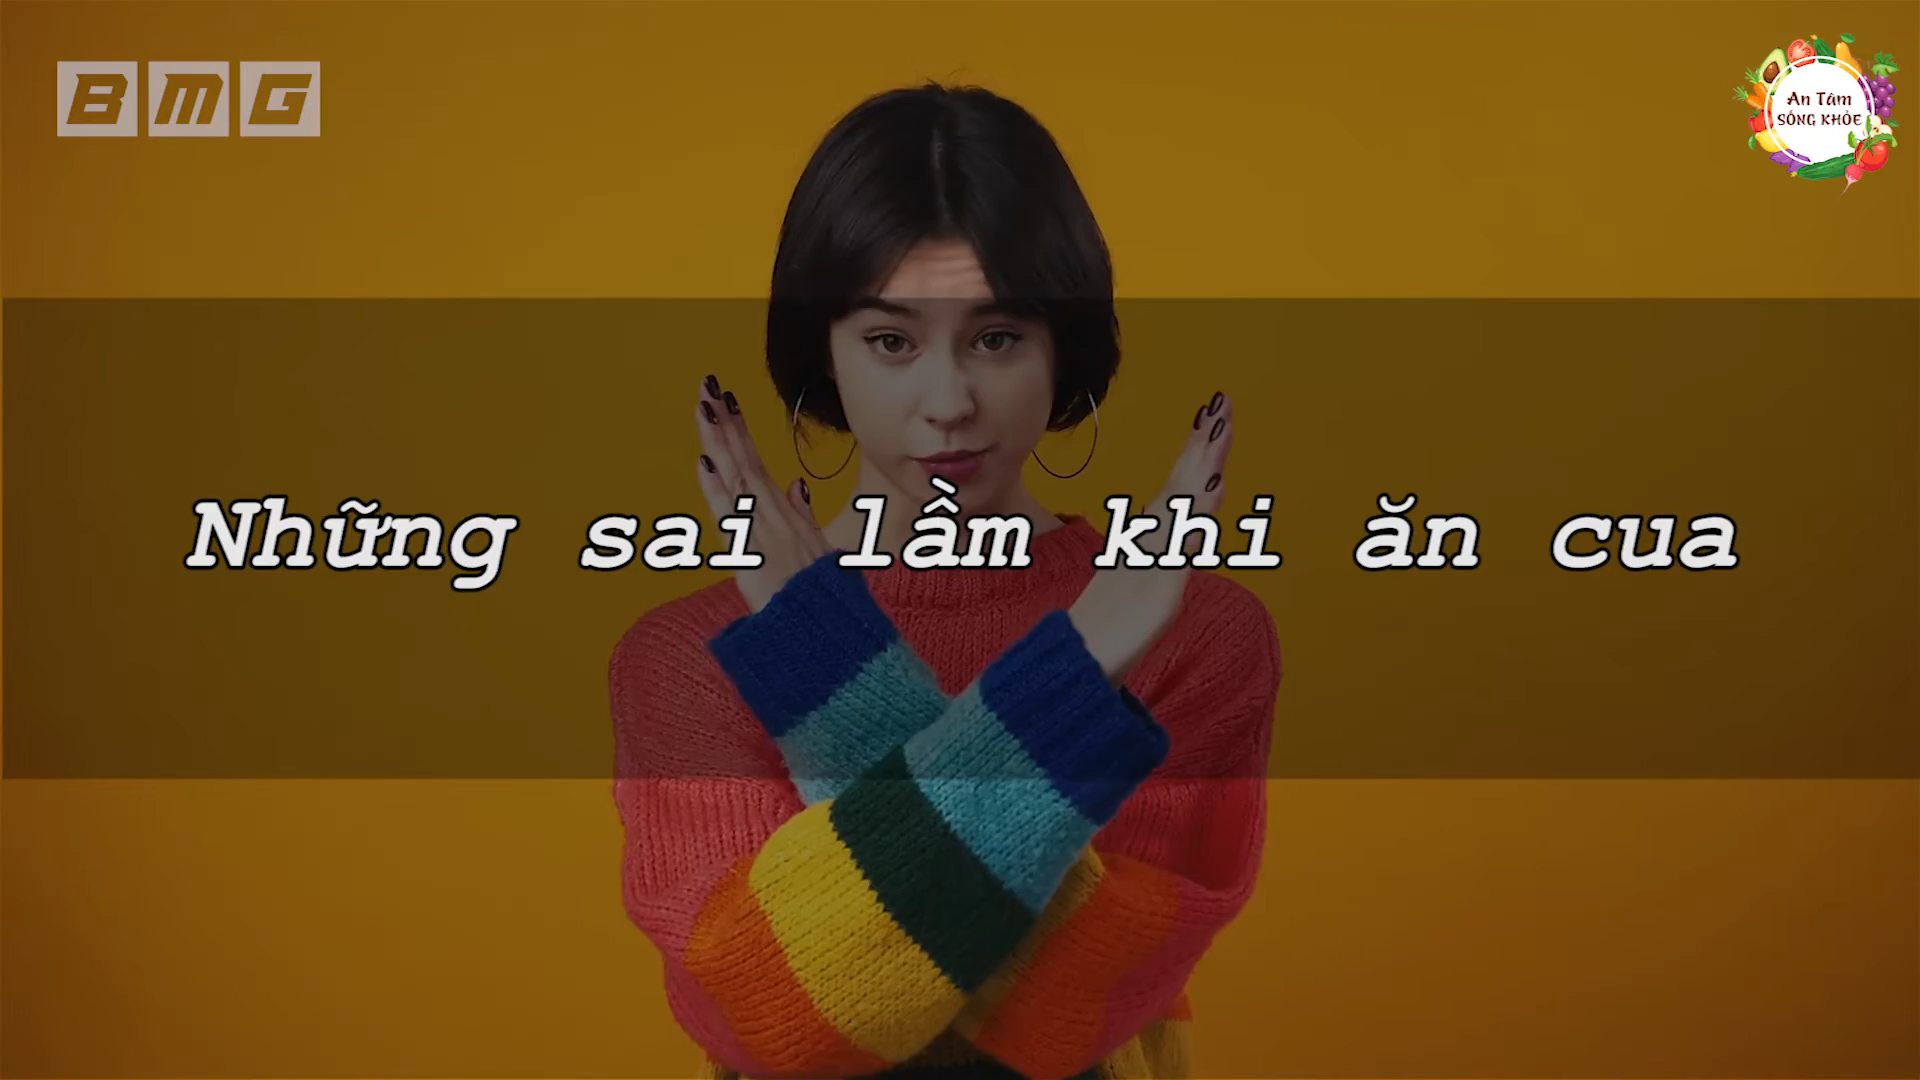 BMG
An Tâm
SỐNG KHỎE
Những sai lầm khi ăn cua